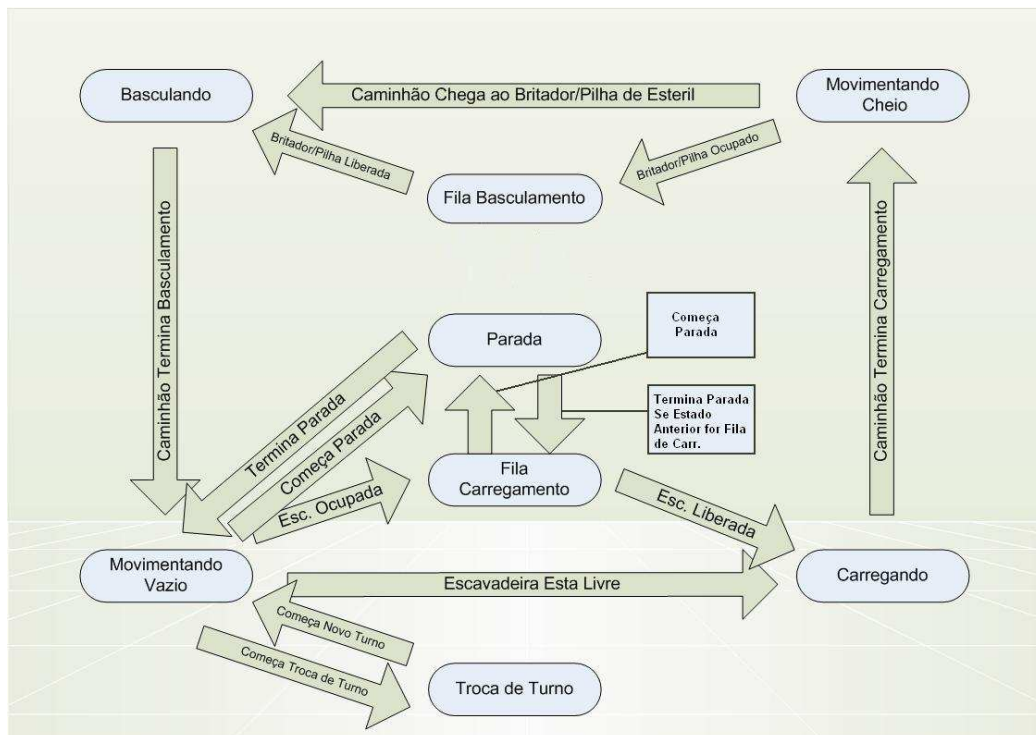 Basculando
Caminhão Chega ao Britador/Pilha de Esteril
Movimentando
Cheio
Britador/Pilha Liberada
Britador/Pilha Ocupado
Fila Basculamento
Caminhão Termina Basculamento
Caminhão Termina Carregamento
Começa
Parada
Parada
Termina Parada
Se Estado
Anterior for Fila
de Carr.
Termina Parada
Começa Parada
Esc. Ocupada
Fila
Carregamento
Esc. Liberada
Movimentando
Vazio
Escavadeira Esta Livre
Carregando
Começa Novo Turno
Começa Troca de Turno
Troca de Turno